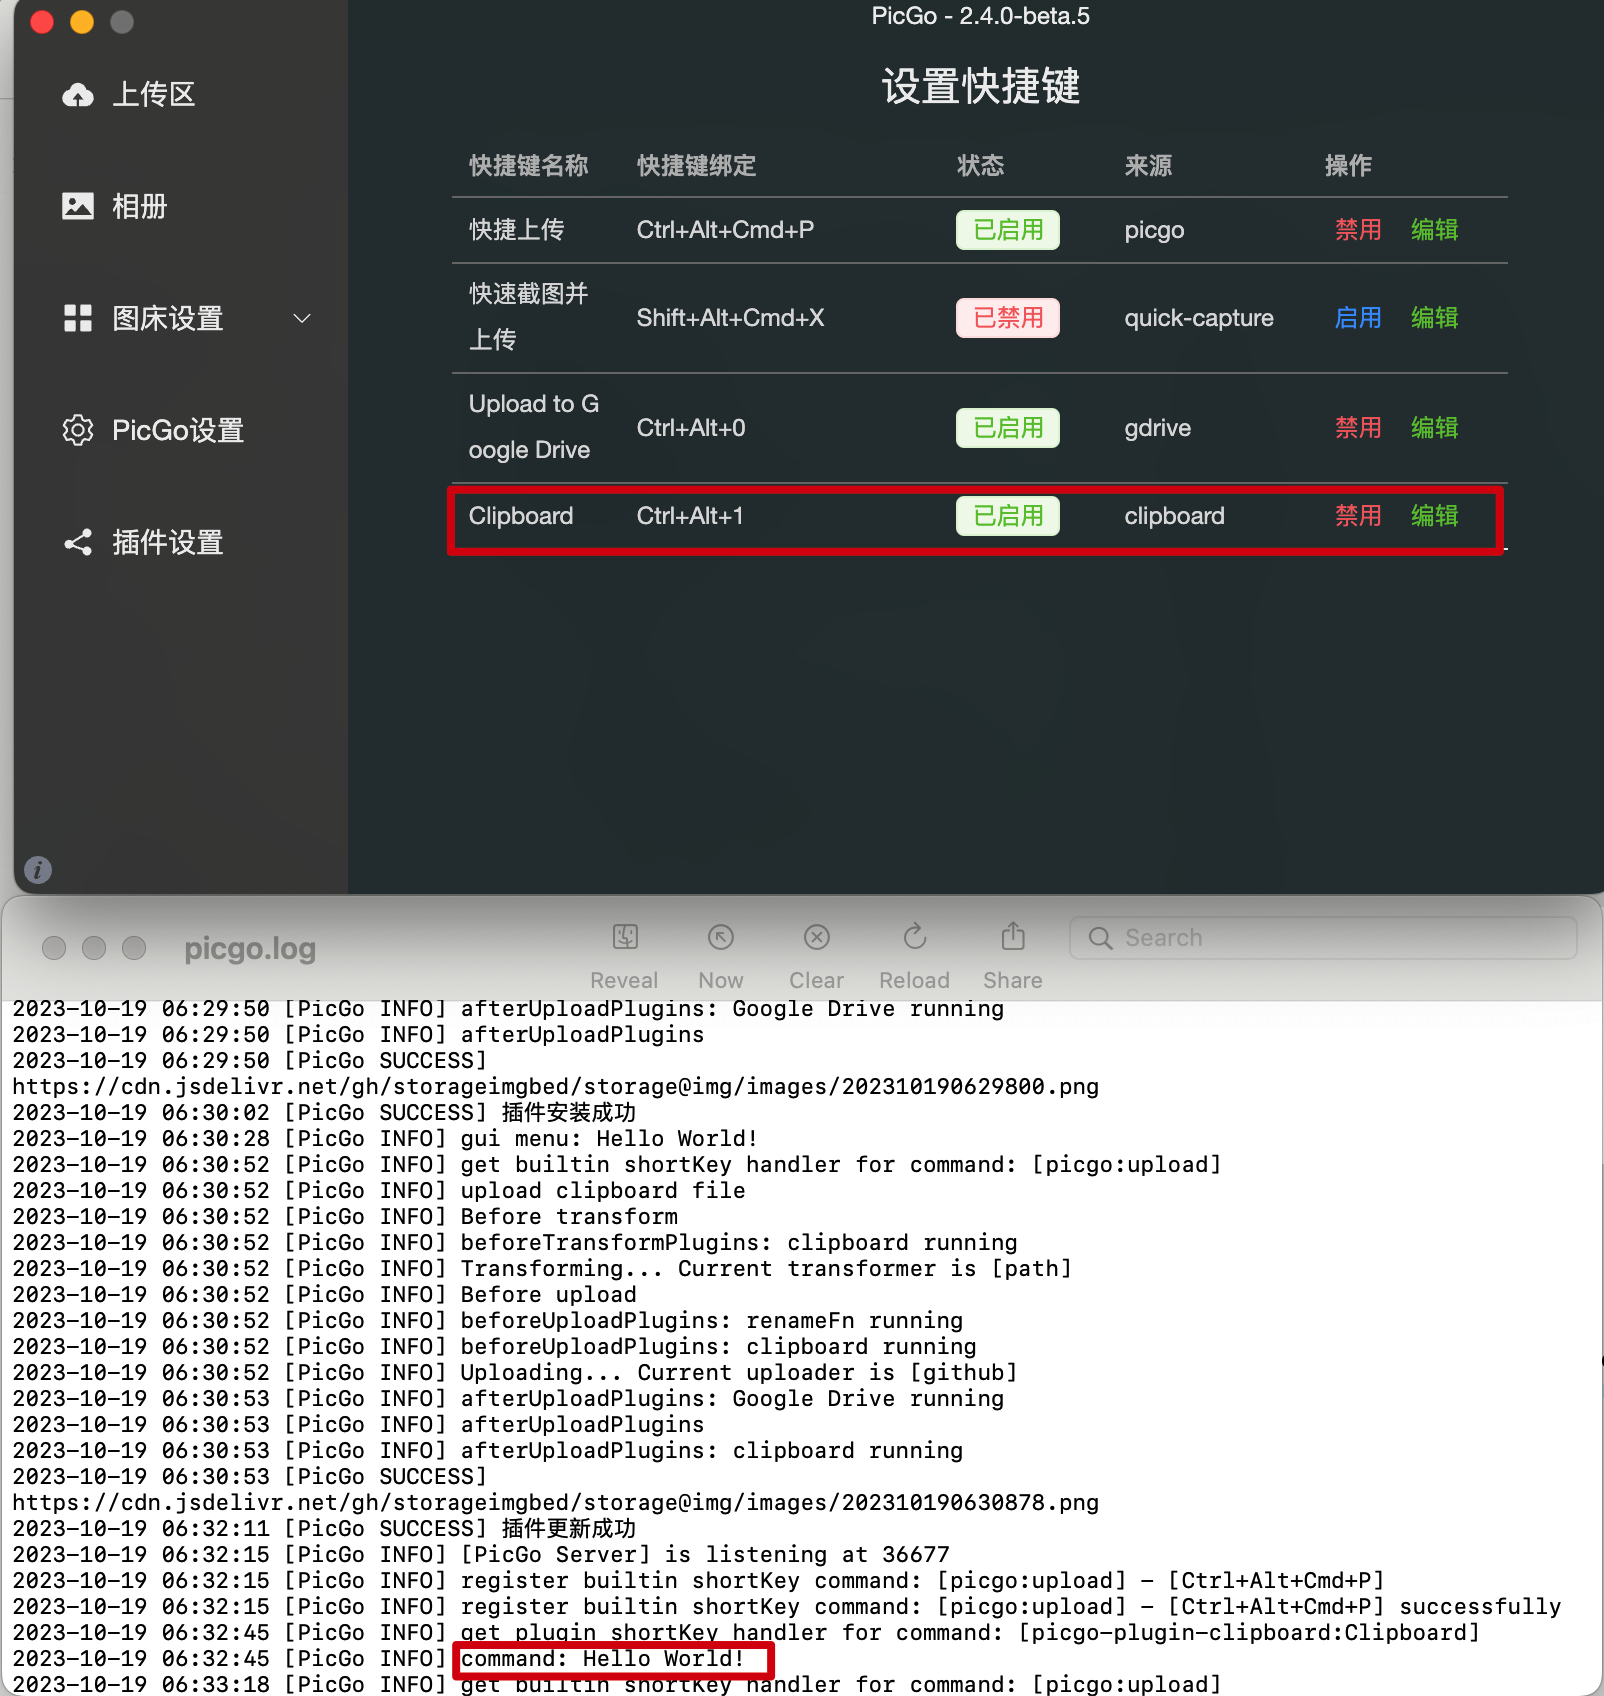 PicGo - 2.4.0-beta.5
上传区
相册
图床设置
PicGo设置
插件设置
设置快捷键
快捷键名称 快捷键绑定 状态 来源 操作
快捷上传 Ctrl+Alt+Cmd+P 已启用 picgo 禁用 编辑
快速截图并
上传 Shift+Alt+Cmd+X 已禁用 quick-capture 启用 编辑
Upload to G
oogle Drive Ctrl+Alt+0 已启用 gdrive 禁用 编辑
Clipboard Ctrl+Alt+1 已启用 clipboard 禁用 编辑
picgo.log
Reveal Now Clear Reload Share Search
2023-10-19 06:29:50 [PicGo INFO] afterUploadPlugins: Google Drive running
2023-10-19 06:29:50 [PicGo INFO] afterUploadPlugins
2023-10-19 06:29:50 [PicGo SUCCESS]
https://cdn.jsdelivr.net/gh/storageimgbed/storage@img/images/202310190629800.png
2023-10-19 06:30:02 [PicGo SUCCESS] 插件安装成功
2023-10-19 06:30:28 [PicGo INFO] gui menu: Hello World!
2023-10-19 06:30:52 [PicGo INFO] get builtin shortKey handler for command: [picgo:upload]
2023-10-19 06:30:52 [PicGo INFO] upload clipboard file
2023-10-19 06:30:52 [PicGo INFO] Before transform
2023-10-19 06:30:52 [PicGo INFO] beforeTransformPlugins: clipboard running
2023-10-19 06:30:52 [PicGo INFO] Transforming... Current transformer is [path]
2023-10-19 06:30:52 [PicGo INFO] Before upload
2023-10-19 06:30:52 [PicGo INFO] beforeUploadPlugins: renameFn running
2023-10-19 06:30:52 [PicGo INFO] beforeUploadPlugins: clipboard running
2023-10-19 06:30:52 [PicGo INFO] Uploading... Current uploader is [github]
2023-10-19 06:30:53 [PicGo INFO] afterUploadPlugins: Google Drive running
2023-10-19 06:30:53 [PicGo INFO] afterUploadPlugins
2023-10-19 06:30:53 [PicGo INFO] afterUploadPlugins: clipboard running
2023-10-19 06:30:53 [PicGo SUCCESS]
https://cdn.jsdelivr.net/gh/storageimgbed/storage@img/images/202310190630878.png
2023-10-19 06:32:11 [PicGo SUCCESS] 插件更新成功
2023-10-19 06:32:15 [PicGo INFO] [PicGo Server] is listening at 36677
2023-10-19 06:32:15 [PicGo INFO] register builtin shortKey command: [picgo:upload] - [Ctrl+Alt+Cmd+P]
2023-10-19 06:32:15 [PicGo INFO] register builtin shortKey command: [picgo:upload] - [Ctrl+Alt+Cmd+P] successfully
2023-10-19 06:32:45 [PicGo INFO] get plugin shortKey handler for command: [picgo-plugin-clipboard:Clipboard]
2023-10-19 06:32:45 [PicGo INFO] command: Hello World!
2023-10-19 06:33:18 [PicGo INFO] get builtin shortKey handler for command: [picgo:upload]